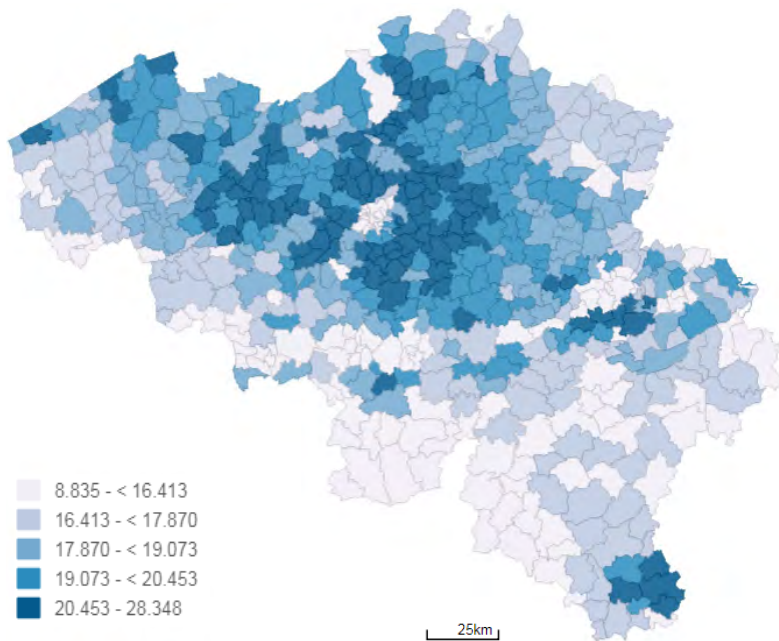 8.835 - < 16.413
16.413 - < 17.870
17.870 - < 19.073
19.073 - < 20.453
20.453 - 28.348
25km